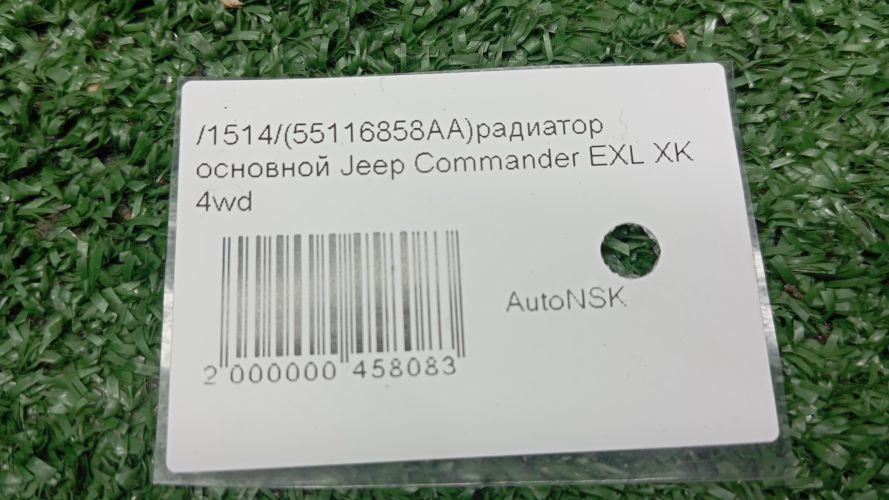 /1514/(55116858AA)радиатор
основной Jeep Commander EXL XK
4wd
AutoNSK
2 000000 458083